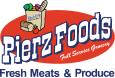 Pierz Foods
Full Service Grocery
Fresh Meats & Produce